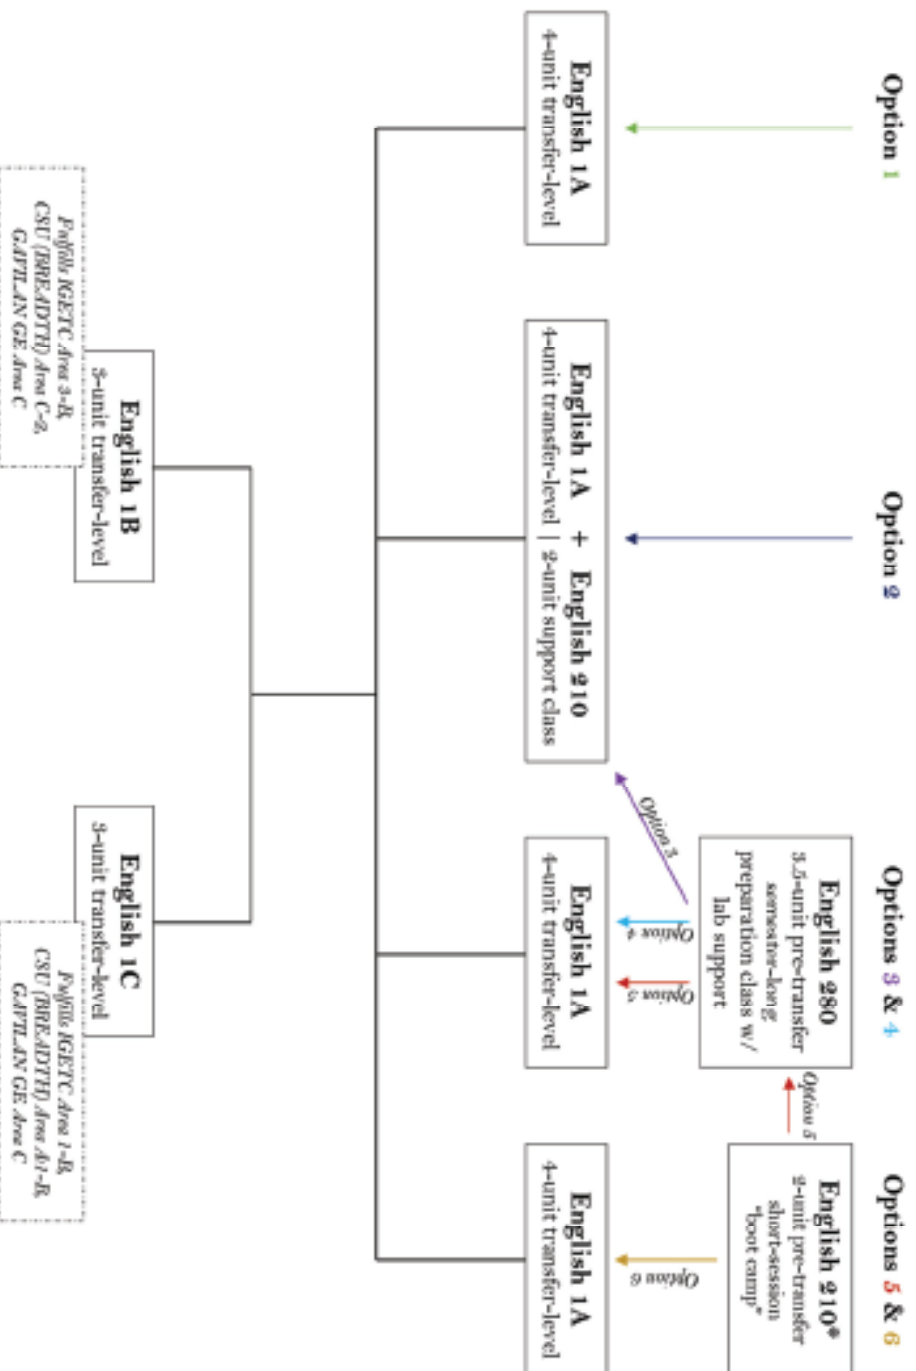 Option 1
Option 2
Options 3 & 4
Options 5 & 6
English 280
3.5-unit pre-transfer
semester-long
preparation class w/
lab support
English 210*
2-unit pre-transfer
short-session
"boot camp"
Option 5
Option 3
Option 4
Option 5
Option 6
English 1A
4-unit transfer-level
English 1A + English 210
4-unit transfer-level | 2-unit support class
English 1A
4-unit transfer-level
English 1A
4-unit transfer-level
English 1B
3-unit transfer-level
Fulfills IGETC Area 3-B,
CSU (BREADTH) Area C-2,
GAVILAN GE Area C
English 1C
3-unit transfer-level
Fulfills IGETC Area 1-B,
CSU (BREADTH) Area
GAVILAN GE Area C